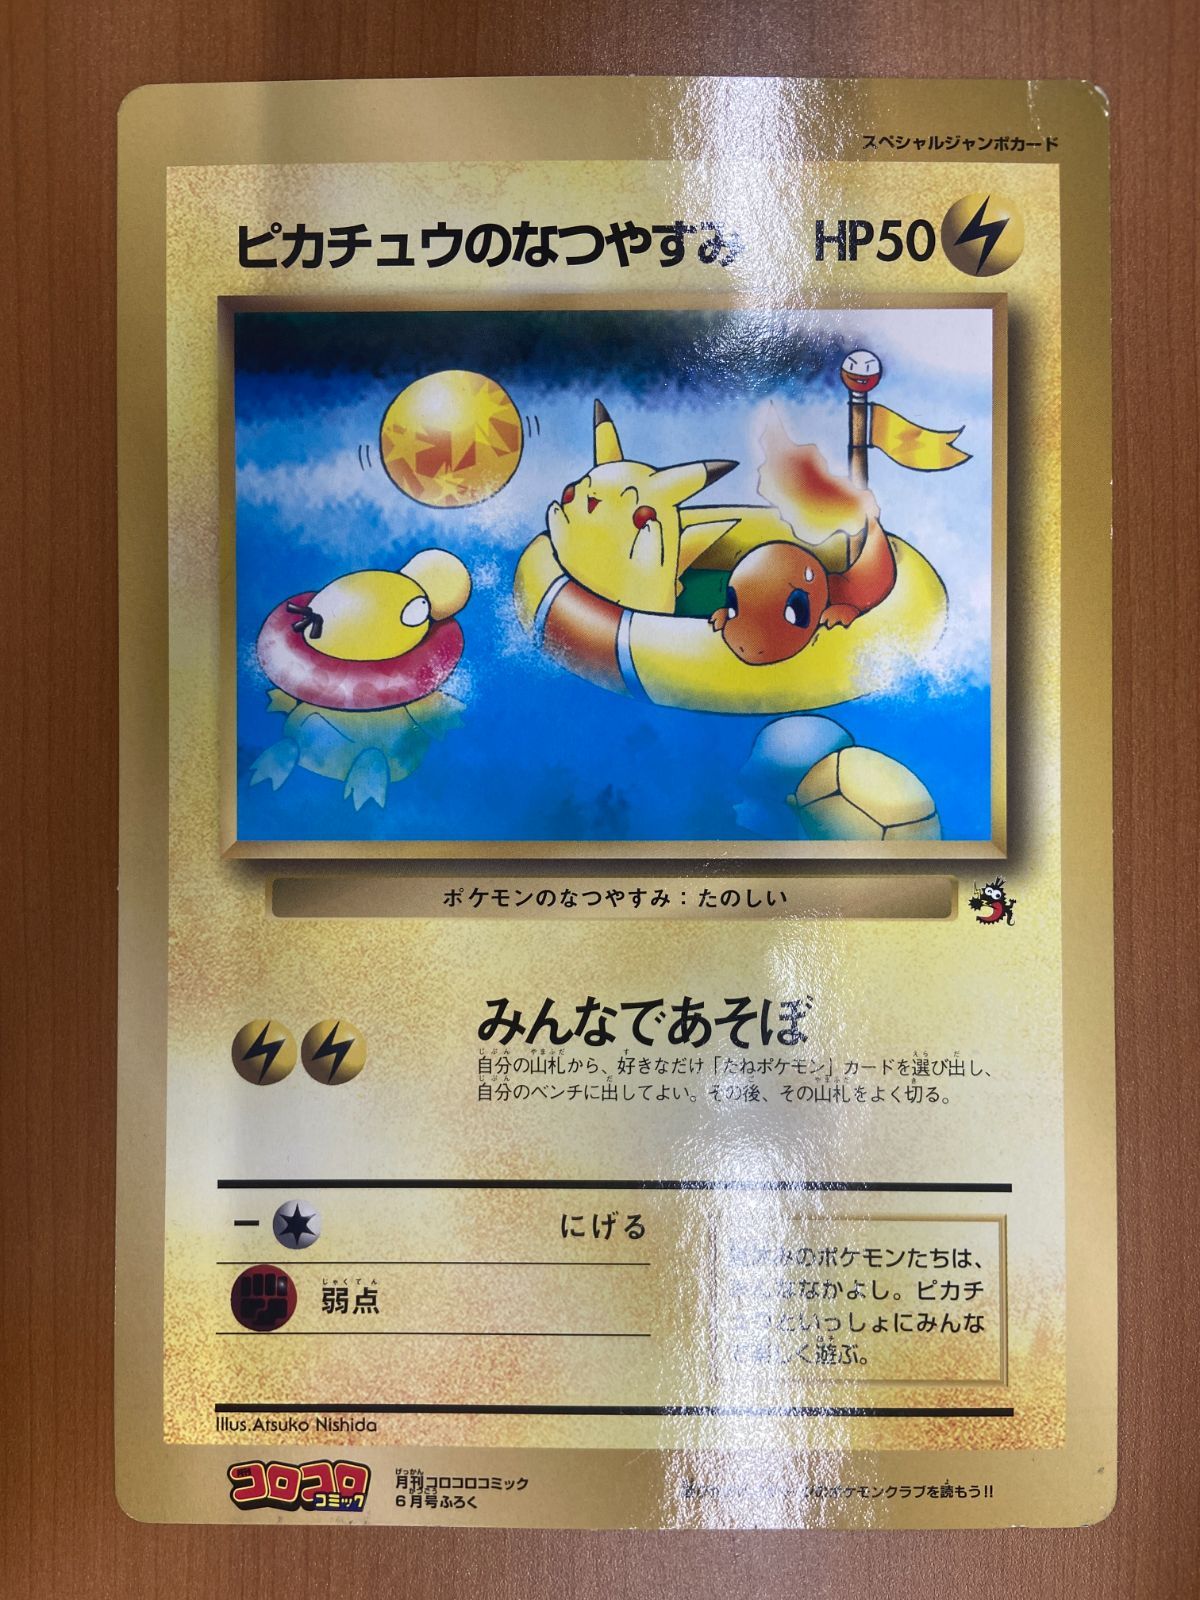 スペシャルジャンボカード
ピカチュウのなつやすみ HP50
ポケモンのなつやすみ：たのしい
みんなであそぼ
自分の山札から、好きなだけ「たねポケモン」カードを選び出し、
自分のベンチに出してよい。その後、その山札をよく切る。
ー にげる
弱点
みのポケモンたちは、
なかよし。ピカチ
といっしょにみんな
しく遊ぶ。
Illus.Atsuko Nishida
月刊コロコロコミック
月刊コロコロコミック
6月号ふろく
ポケモンクラブを読もう!!